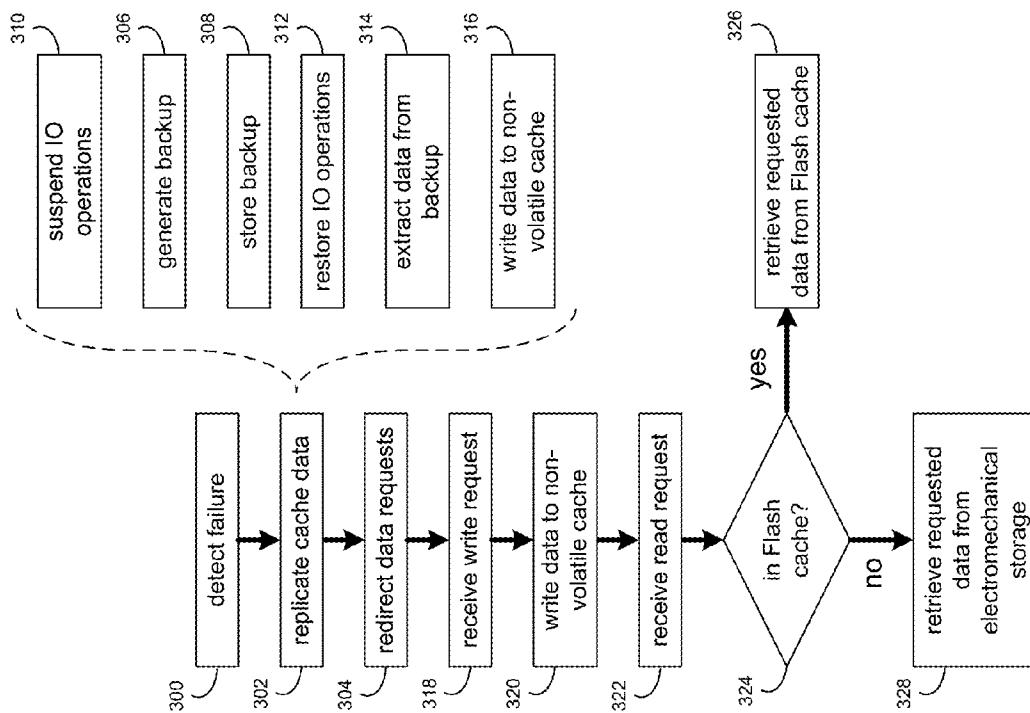 300
detect failure
302
replicate cache data
304
redirect data requests
318
receive write request
320
write data to non-
volatile cache
322
receive read request
324
in Flash
cache?
yes
no
326
retrieve requested
data from Flash cache
328
retrieve requested
data from
electromechanical
storage
310
suspend IO
operations
306
generate backup
308
store backup
312
restore IO operations
314
extract data from
backup
316
write data to non-
volatile cache